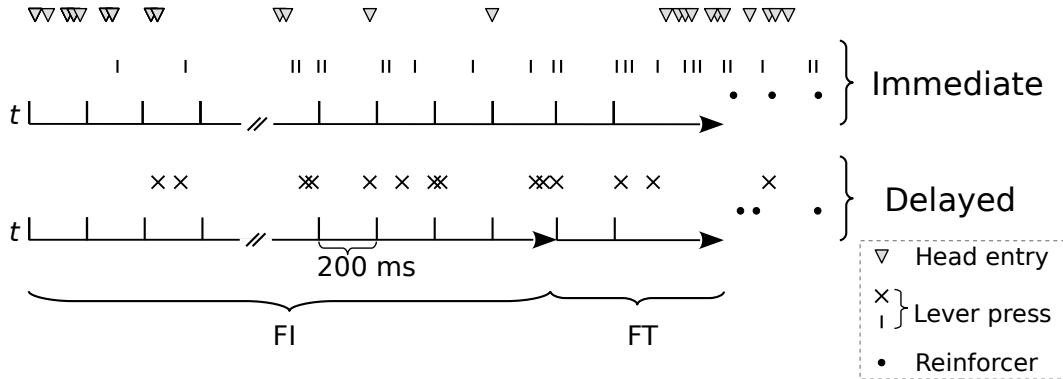 Immediate
t
Delayed
t
200 ms
FI
FT
Head entry
Lever press
Reinforcer